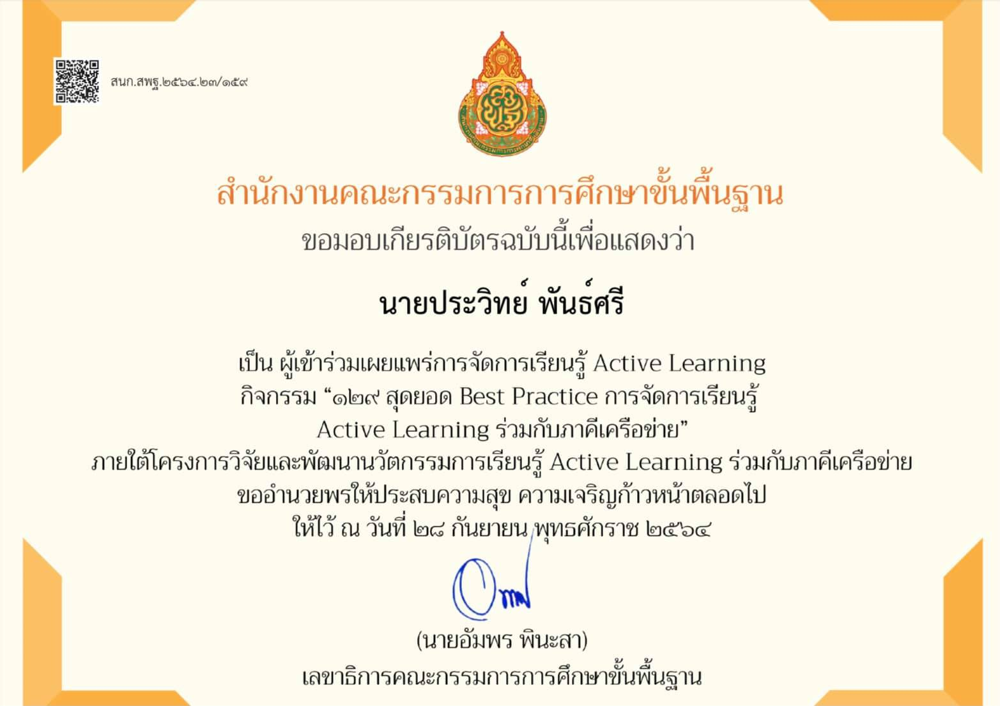 สนก.สพฐ.๒๕๖๔.๒๓/๑๕๙
สำนักงานคณะกรรมการการศึกษาขั้นพื้นฐาน
ขอมอบเกียรติบัตรฉบับนี้เพื่อแสดงว่า
นายประวิทย์ พันธ์ศรี
เป็น ผู้เข้าร่วมเผยแพร่การจัดการเรียนรู้ Active Learning
กิจกรรม “๑๒๙ สุดยอด Best Practice การจัดการเรียนรู้
Active Learning ร่วมกับภาคีเครือข่าย”
ภายใต้โครงการวิจัยและพัฒนานวัตกรรมการเรียนรู้ Active Learning ร่วมกับภาคีเครือข่าย
ขออำนวยพรให้ประสบความสุข ความเจริญก้าวหน้าตลอดไป
ให้ไว้ ณ วันที่ ๒๘ กันยายน พุทธศักราช ๒๕๖๔
(นายอัมพร พินะสา)
เลขาธิการคณะกรรมการการศึกษาขั้นพื้นฐาน